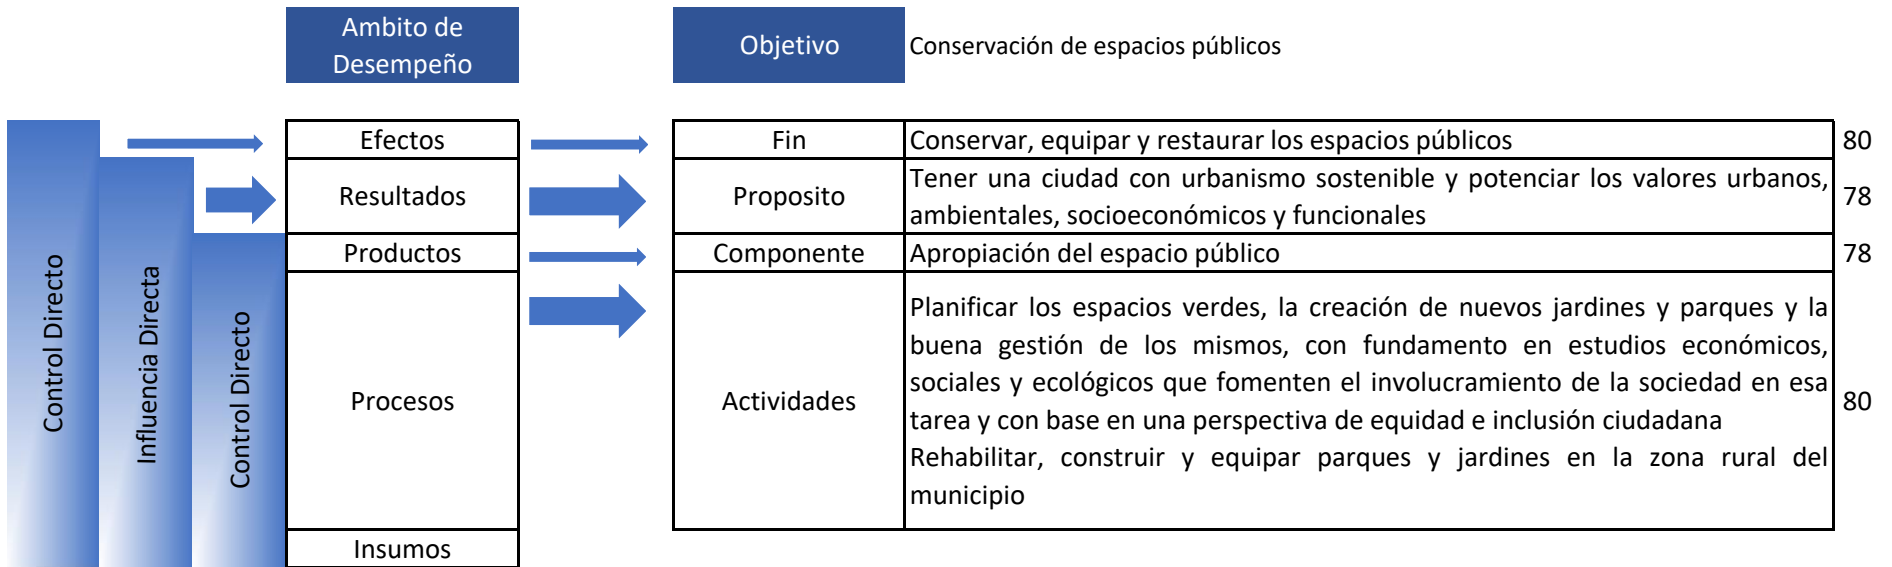 Ambito de
Desempeño
Objetivo
Conservación de espacios públicos
Control Directo
Influencia Directa
Control Directo
Efectos
Fin
Conservar, equipar y restaurar los espacios públicos
80
Resultados
Proposito
Tener una ciudad con urbanismo sostenible y potenciar los valores urbanos,
ambientales, socioeconómicos y funcionales
78
Productos
Componente
Apropiación del espacio público
78
Procesos
Actividades
Planificar los espacios verdes, la creación de nuevos jardines y parques y la
buena gestión de los mismos, con fundamento en estudios económicos,
sociales y ecológicos que fomenten el involucramiento de la sociedad en esa
tarea y con base en una perspectiva de equidad e inclusión ciudadana
Rehabilitar, construir y equipar parques y jardines en la zona rural del
municipio
80
Insumos